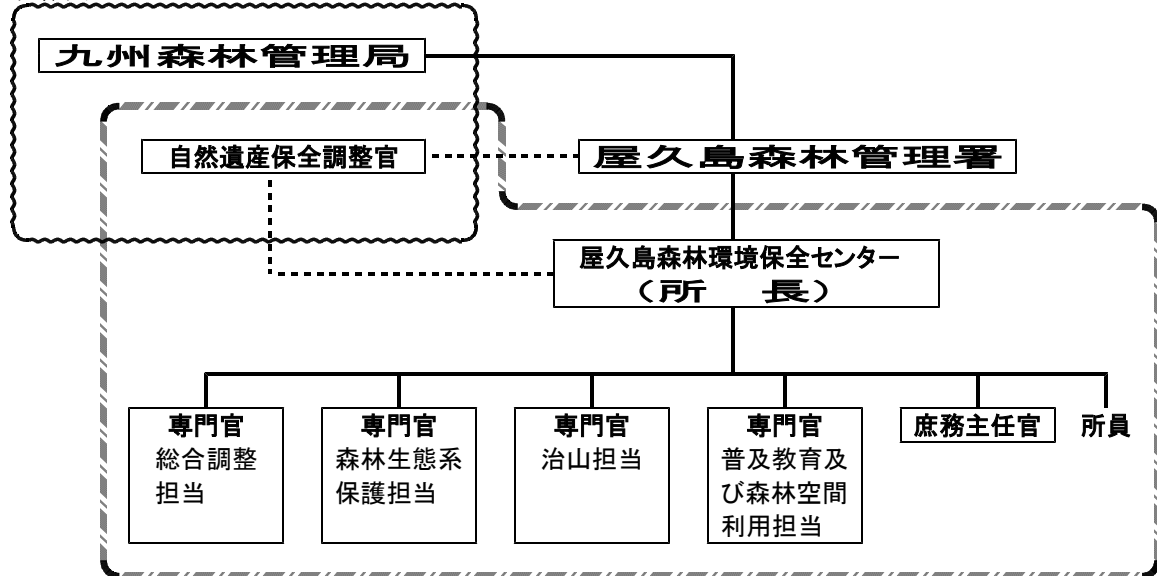 九州森林管理局
自然遺産保全調整官
屋久島森林管理署
屋久島森林環境保全センター
（所　長）
専門官
総合調整
担当
専門官
森林生態系
保護担当
専門官
治山担当
専門官
普及教育及
び森林空間
利用担当
庶務主任官
所員